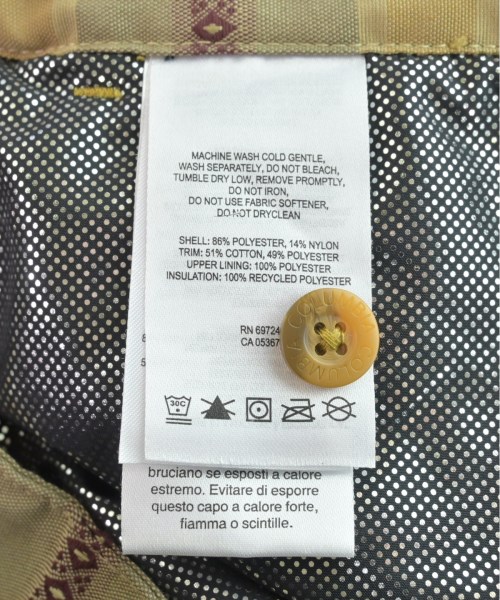 MACHINE WASH COLD GENTLE,
WASH SEPARATELY, DO NOT BLEACH,
TUMBLE DRY LOW, REMOVE PROMPTLY,
DO NOT IRON,
DO NOT USE FABRIC SOFTENER,
DO NOT DRYCLEAN
SHELL: 86% POLYESTER, 14% NYLON
TRIM: 51% COTTON, 49% POLYESTER
UPPER LINING: 100% POLYESTER
INSULATION: 100% RECYCLED POLYESTER
RN 69724
CA 05367
COLUMBIA COLUMBIA
30C
bruciano se esposti a calore
estremo. Evitare di esporre
questo capo a calore forte,
fiamma o scintille.